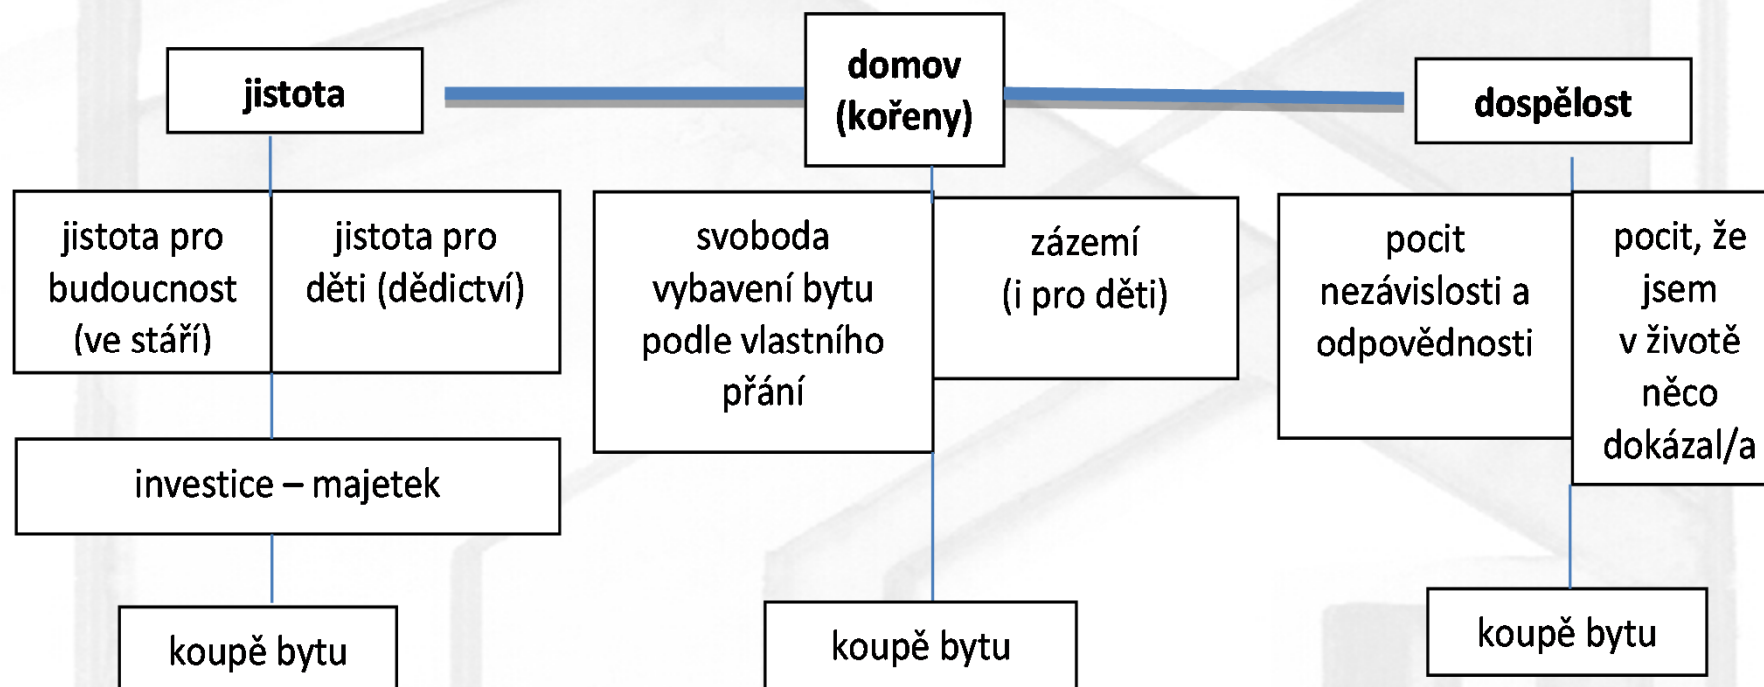 jistota
domov
(kořeny)
dospělost
jistota pro
budoucnost
(ve stáří)
jistota pro
děti (dědictví)
svoboda
vybavení bytu
podle vlastního
přání
zázemí
(i pro děti)
pocit
nezávislosti a
odpovědnosti
pocit, že
jsem
v životě
něco
dokázal/a
investice – majetek
koupě bytu
koupě bytu
koupě bytu